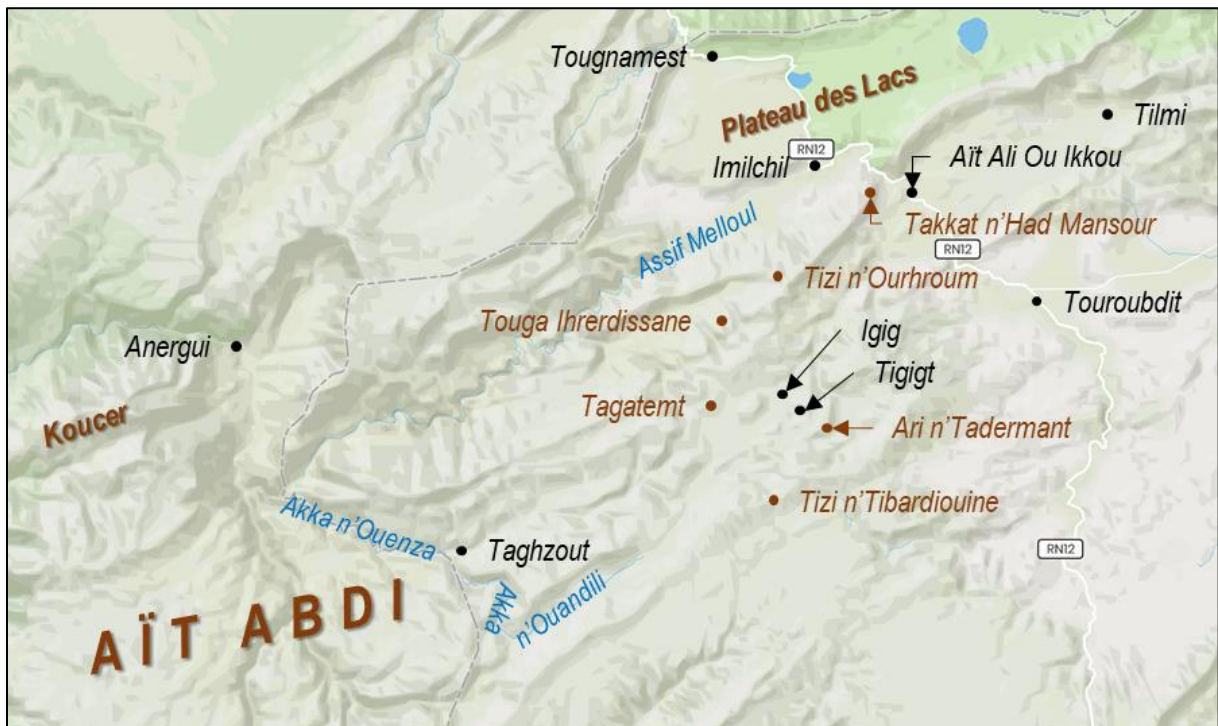 Tougnamest
Plateau des Lacs
Tilmi
RN12
Imilchil
Aït Ali Ou Ikkou
Takkat n'Had Mansour
Assif Melloul
RN12
Tizi n'Ourhroum
Touroubdit
Touga Ihrerdissane
Igig
Anergui
Tigigt
Koucer
Tagatemt
Ari n'Tadermant
Tizi n'Tibardiouine
Akka n'Ouenza
Taghzout
RN12
Akka
n'Ouandili
AÏT ABDI